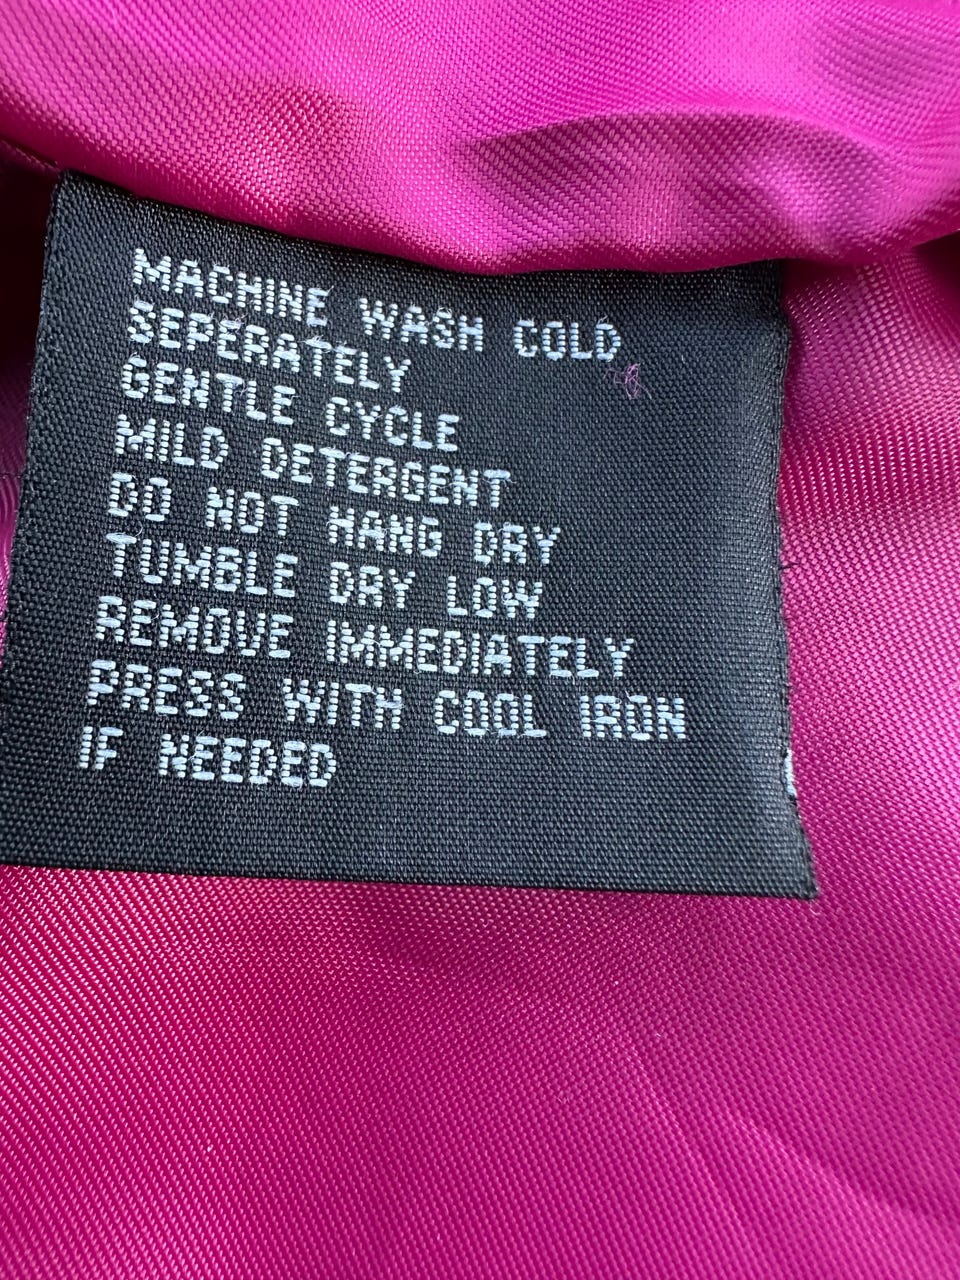 MACHINE WASH COLD
SEPERATELY
GENTLE CYCLE
MILD DETERGENT
DO NOT HANG DRY
TUMBLE DRY LOW
REMOVE IMMEDIATELY
PRESS WITH COOL IRON
IF NEEDED